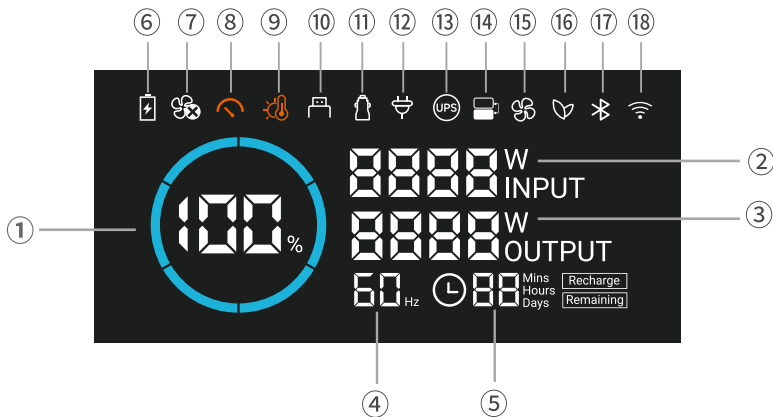 ⑥ ⑦ ⑧ ⑨ ⑩ ⑪ ⑫ ⑬ ⑭ ⑮ ⑯ ⑰ ⑱
UPS
8888 W
INPUT
②
8888 W
OUTPUT
③
①
100 %
60 Hz
88
Mins
Hours
Days
Recharge
Remaining
④
⑤